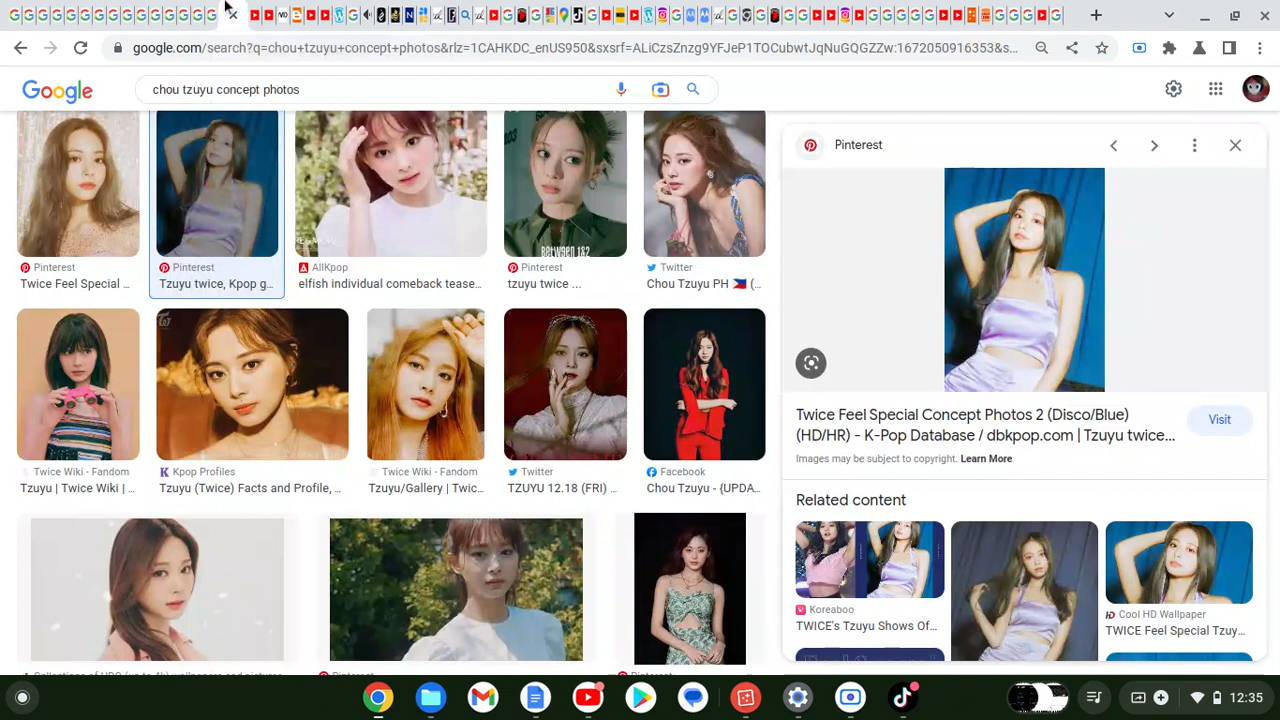 google.com/search?q=chou+tzuyu+concept+photos&rlz=1CAHKDC_enUS950&sxsrf=ALiCzsZnzg9YFJeP1TOCubwtJqNuGQGZZw:1672050916353&s...
Google
chou tzuyu concept photos
Pinterest
Twice Feel Special ...
Pinterest
Tzuyu twice, Kpop g...
AllKpop
elfish individual comeback tease...
BETWEEN 1&2
Pinterest
tzuyu twice ...
Twitter
Chou Tzuyu PH 🇵🇭 (...
Twice Wiki - Fandom
Tzuyu | Twice Wiki | ...
Kpop Profiles
Tzuyu (Twice) Facts and Profile, ...
Twice Wiki - Fandom
Tzuyu/Gallery | Twic...
Twitter
TZUYU 12.18 (FRI) ...
Facebook
Chou Tzuyu - {UPDA...
Pinterest
Twice Feel Special Concept Photos 2 (Disco/Blue)
(HD/HR) - K-Pop Database / dbkpop.com | Tzuyu twice...
Visit
Images may be subject to copyright. Learn More
Related content
Koreaboo
TWICE's Tzuyu Shows Of...
Cool HD Wallpaper
TWICE Feel Special Tzuy...
12:35